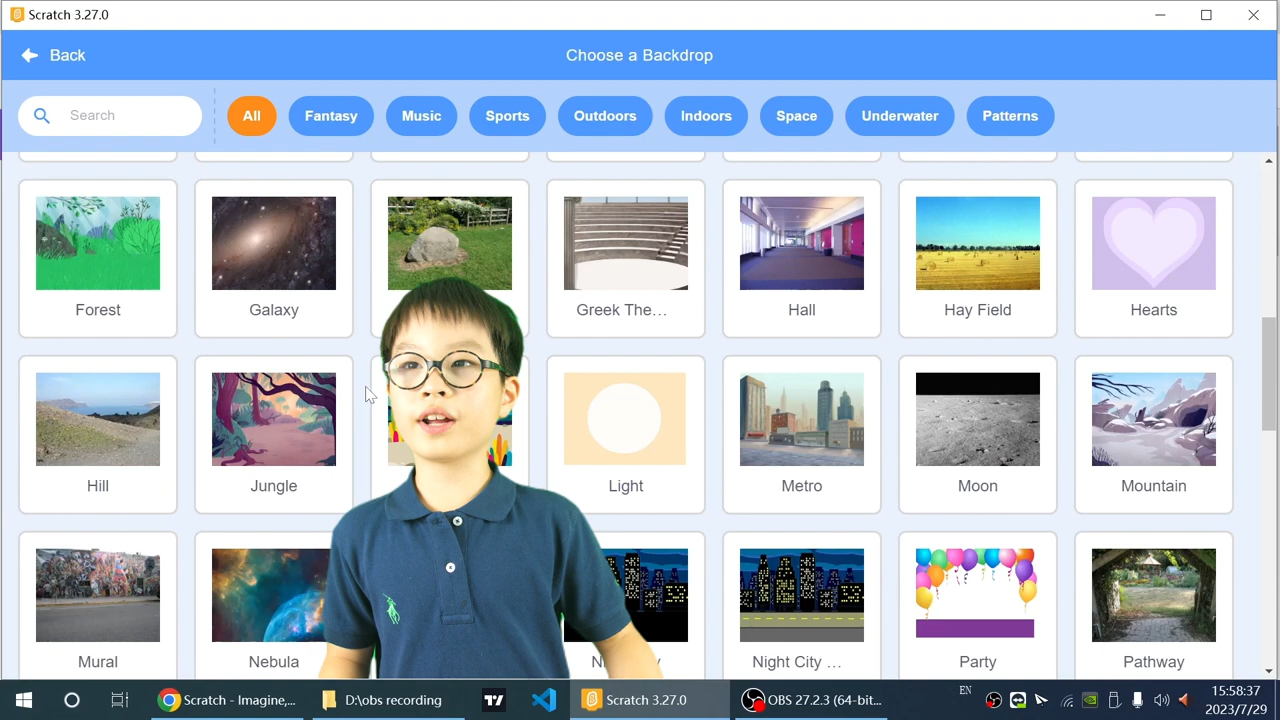 Scratch 3.27.0
Back
Choose a Backdrop
Search
All
Fantasy
Music
Sports
Outdoors
Indoors
Space
Underwater
Patterns
Forest
Galaxy
Greek The...
Hall
Hay Field
Hearts
Hill
Jungle
Light
Metro
Moon
Mountain
Mural
Nebula
Night City ...
Party
Pathway
Scratch - Imagine,...
D:\obs recording
Scratch 3.27.0
OBS 27.2.3 (64-bit...
EN
15:58:37
2023/7/29